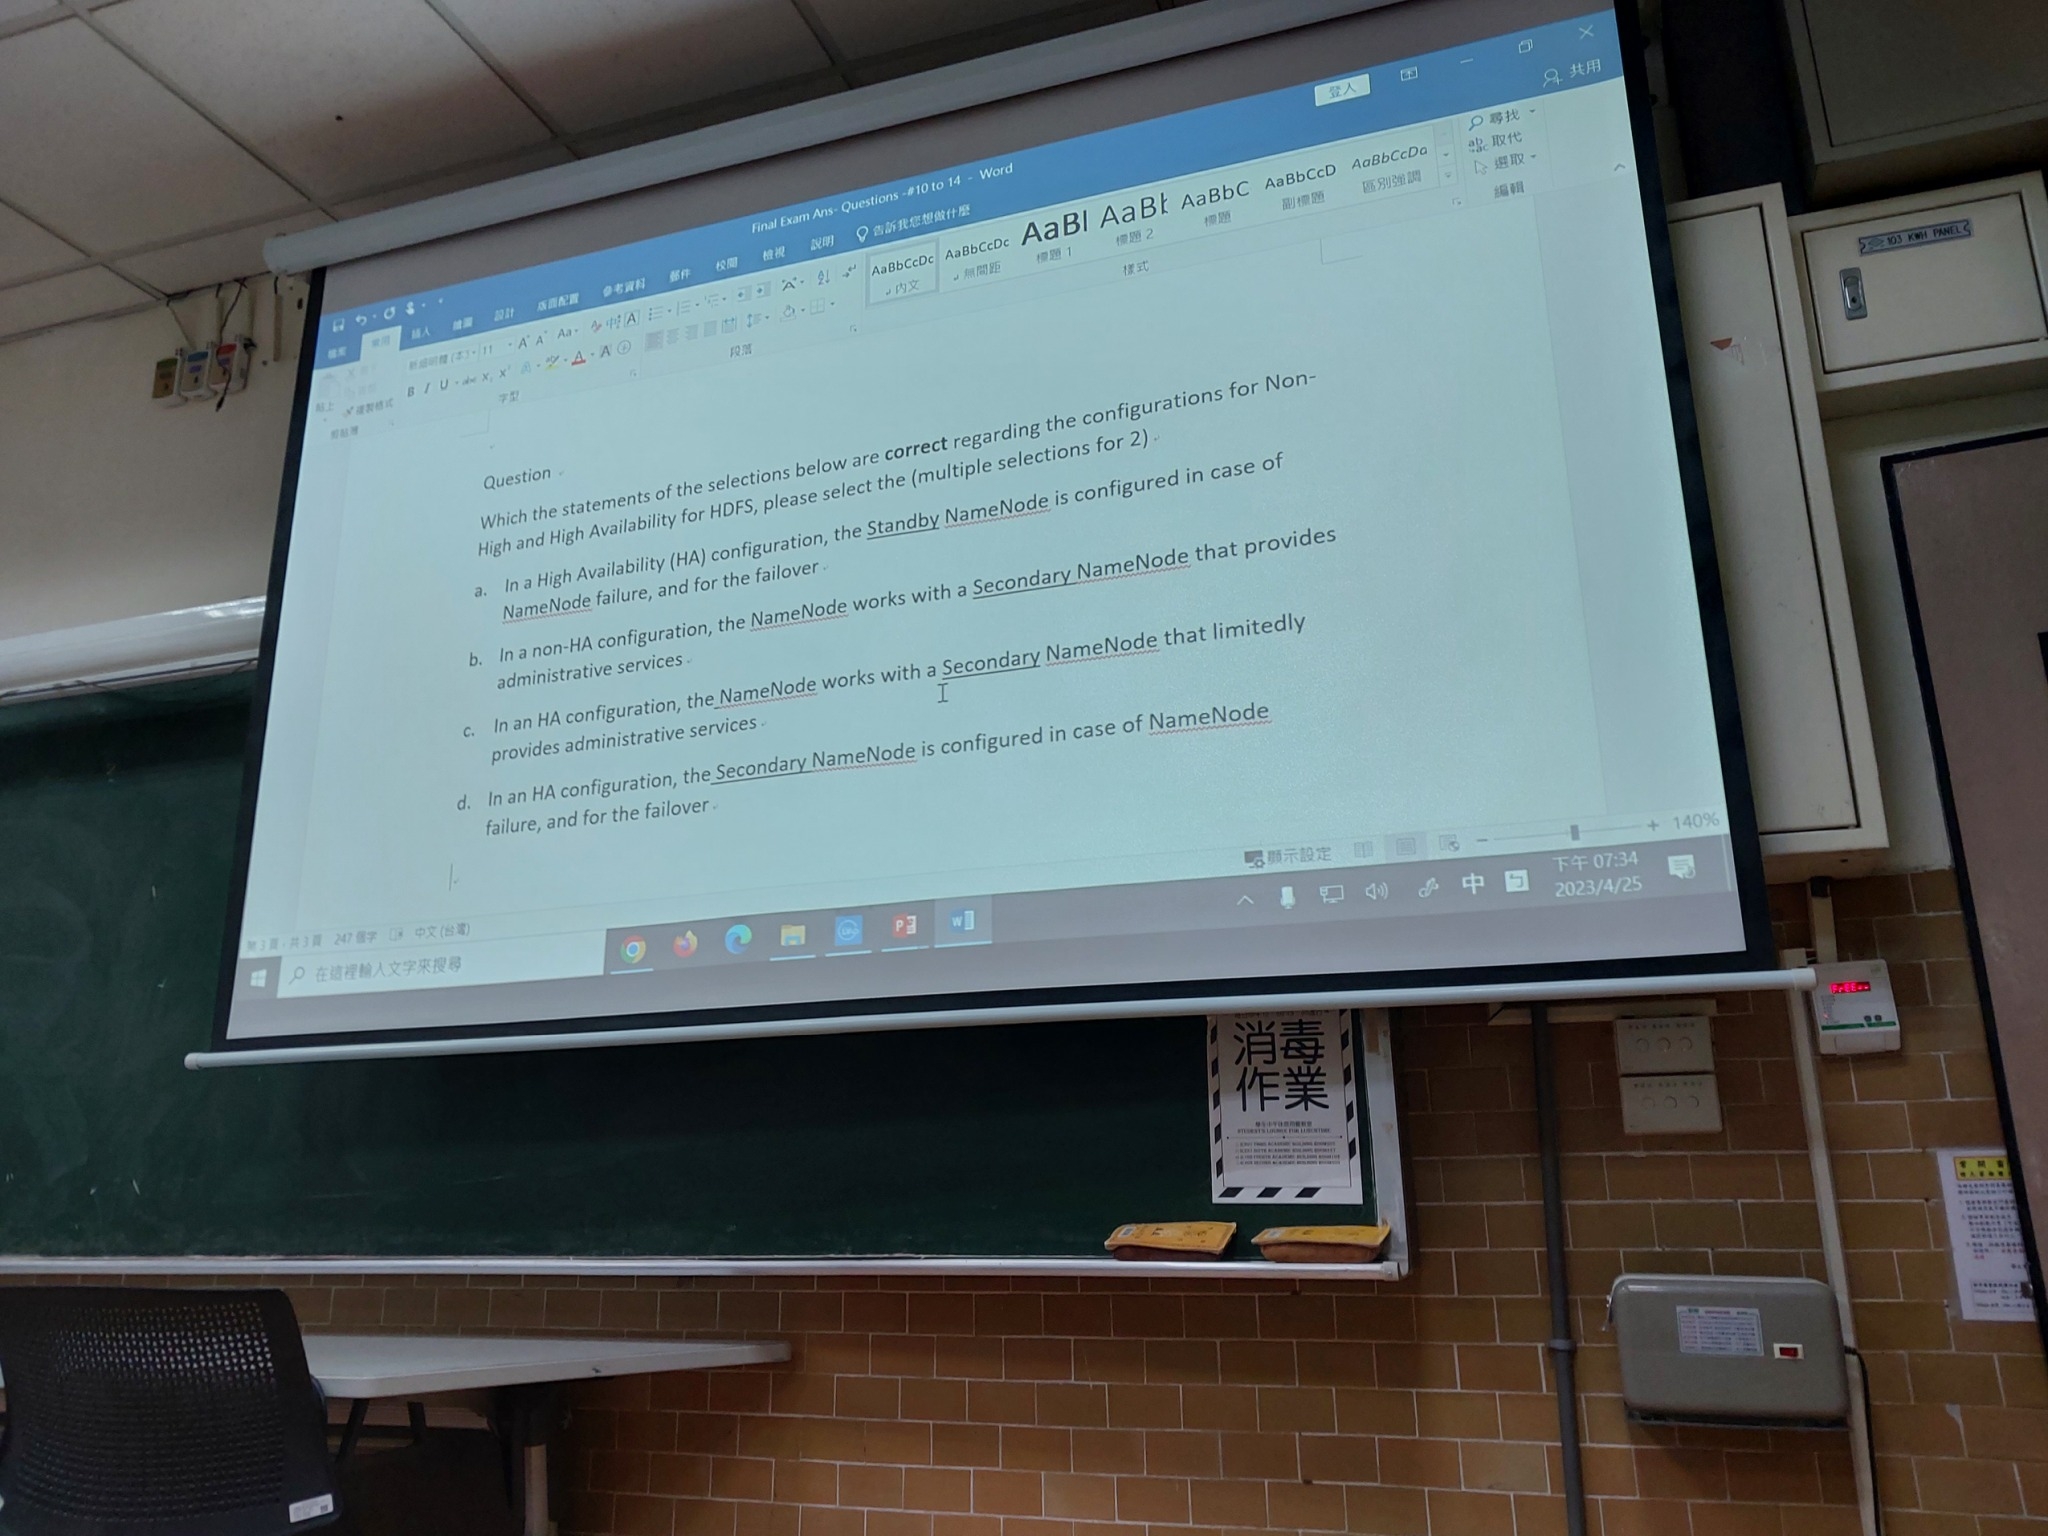 登入
共用
Final Exam Ans- Questions -#10 to 14 - Word
檔案 常用 插入 繪圖 設計 版面配置 參考資料 郵件 校閱 檢視 說明 告訴我您想做什麼
尋找
取代
選取
編輯
貼上
複製格式
剪貼簿
11
B I U
字型
段落
AaBbCcDc AaBbCcDc AaBl AaBb AaBbC AaBbCcD AaBbCcDa
內文 無間距 標題 1 標題 2 標題 副標題 區別強調
樣式
Question
Which the statements of the selections below are correct regarding the configurations for Non-
High and High Availability for HDFS, please select the (multiple selections for 2)
a. In a High Availability (HA) configuration, the Standby NameNode is configured in case of
NameNode failure, and for the failover
b. In a non-HA configuration, the NameNode works with a Secondary NameNode that provides
administrative services
c. In an HA configuration, the NameNode works with a Secondary NameNode that limitedly
provides administrative services
d. In an HA configuration, the Secondary NameNode is configured in case of NameNode
failure, and for the failover
第 3 頁，共 3 頁 247 個字 中文 (台灣)
顯示設定
140%
在這裡輸入文字來搜尋
中
下午 07:34
2023/4/25
103 KWH PANEL
消毒
作業